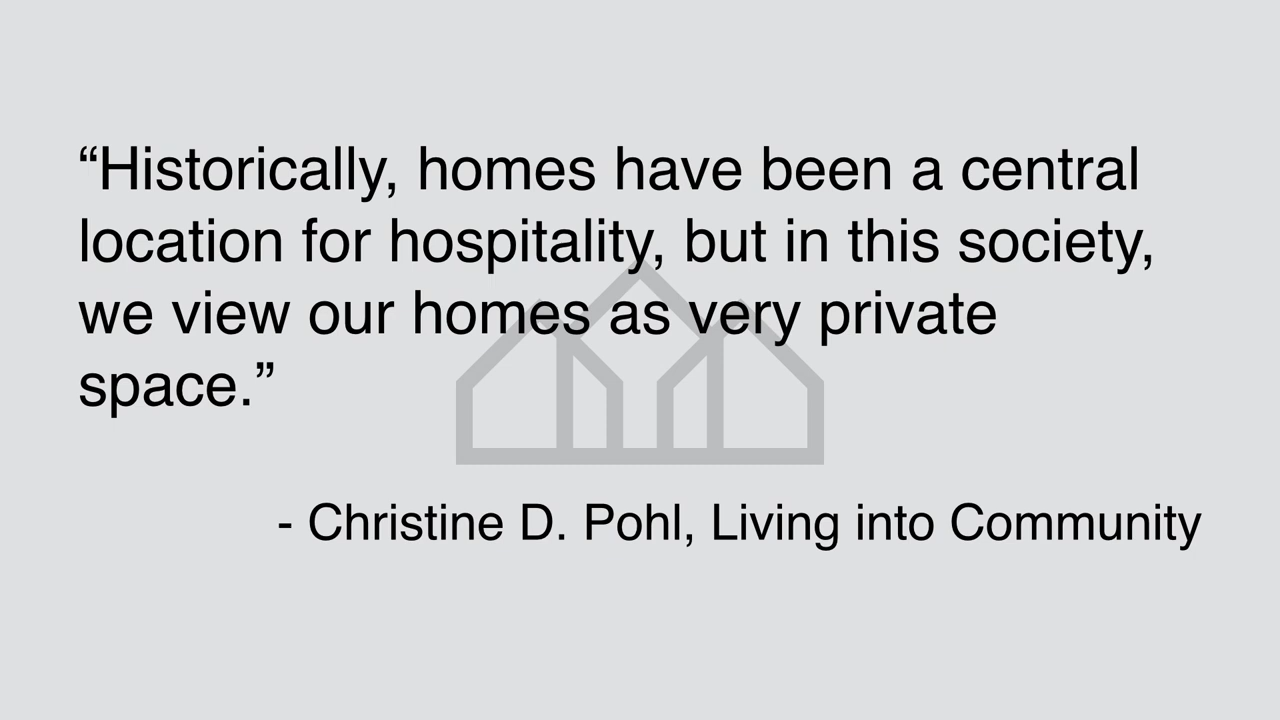 “Historically, homes have been a central
location for hospitality, but in this society,
we view our homes as very private
space.”
- Christine D. Pohl, Living into Community